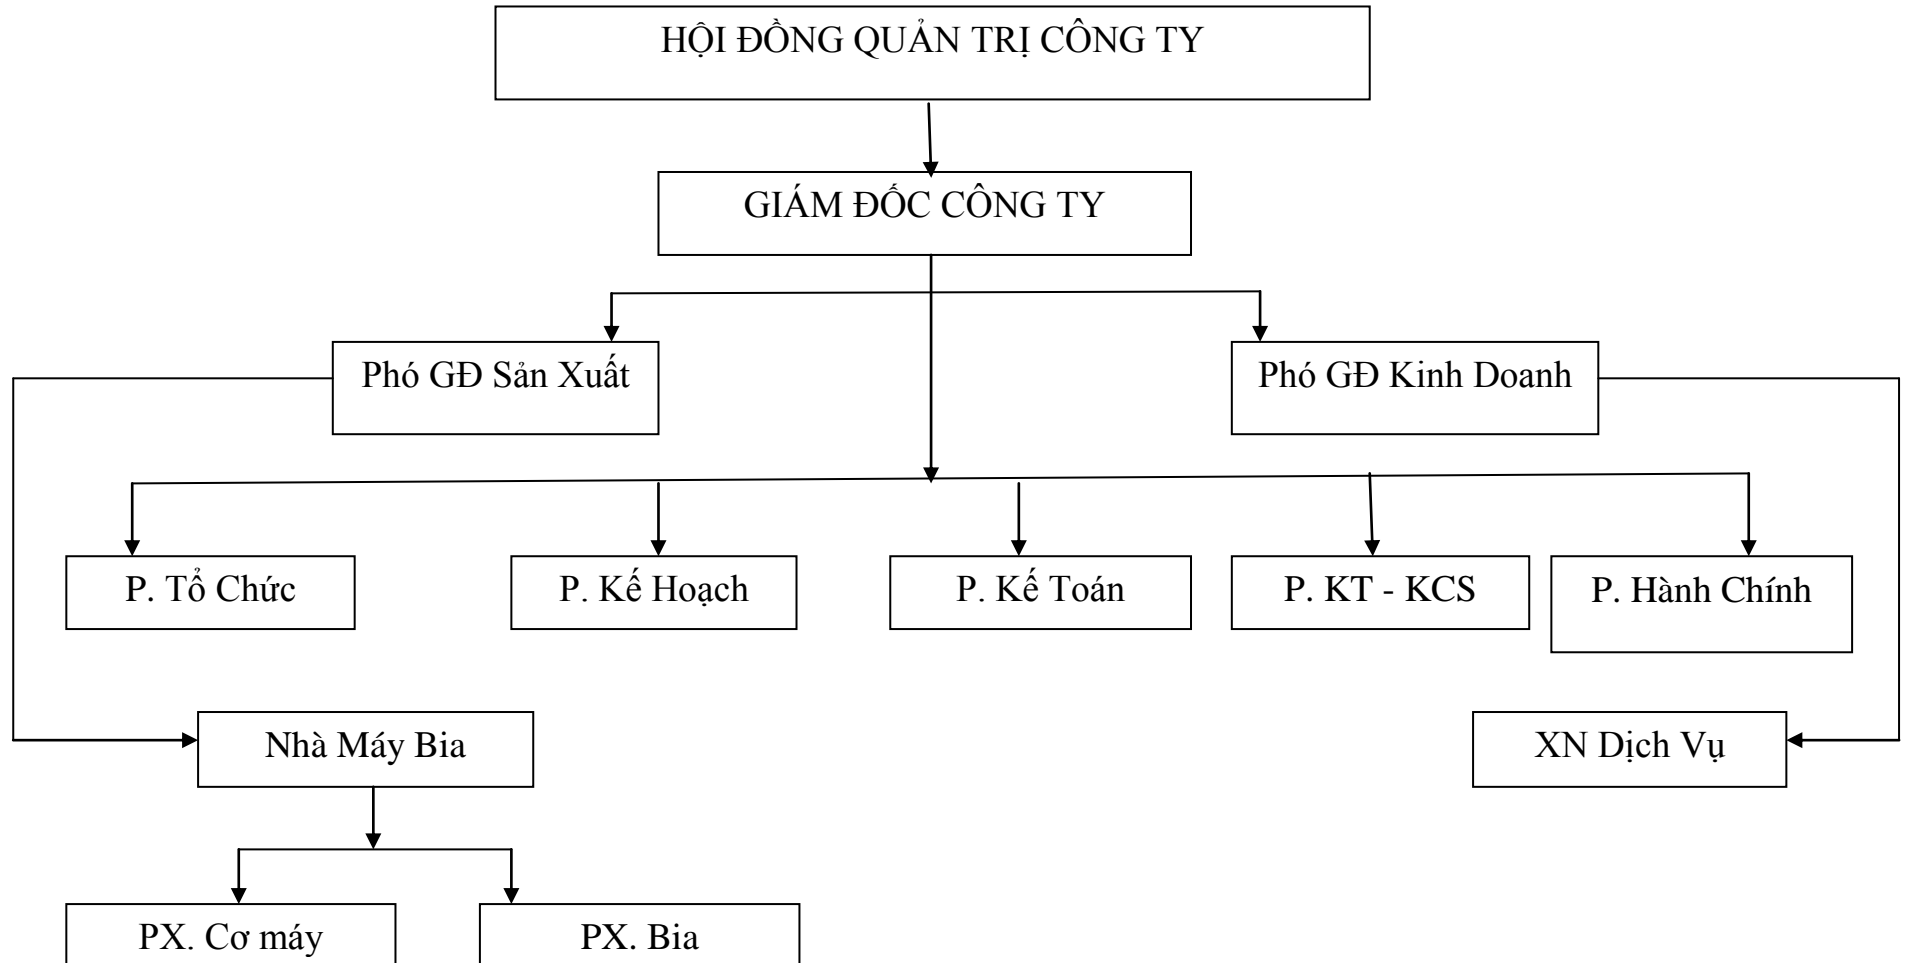 HỘI ĐỒNG QUẢN TRỊ CÔNG TY
GIÁM ĐỐC CÔNG TY
Phó GĐ Sản Xuất
Phó GĐ Kinh Doanh
P. Tổ Chức
P. Kế Hoạch
P. Kế Toán
P. KT - KCS
P. Hành Chính
Nhà Máy Bia
XN Dịch Vụ
PX. Cơ máy
PX. Bia